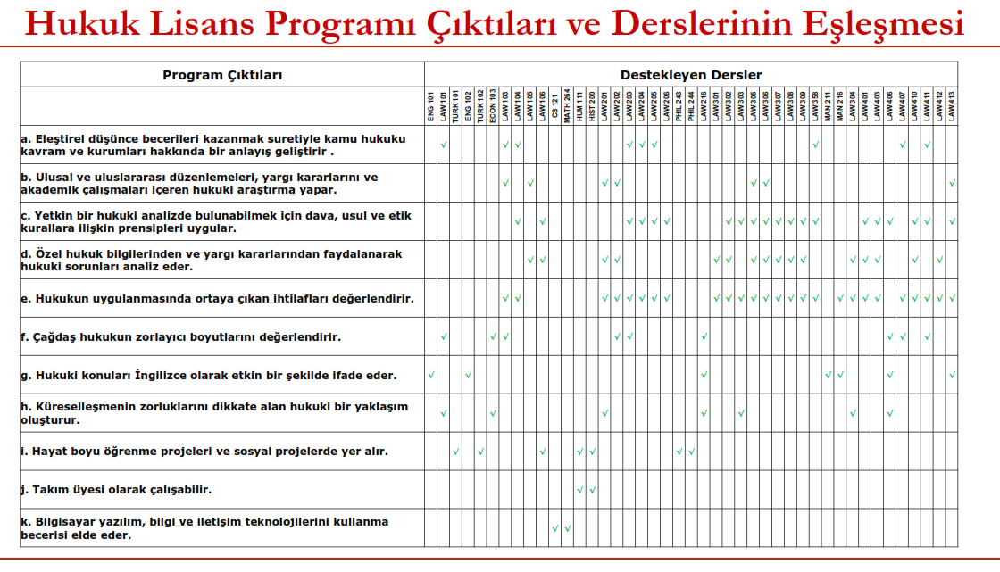 Hukuk Lisans Programı Çıktıları ve Derslerinin Eşleşmesi
Program Çıktıları
Destekleyen Dersler
ENG 101 LAW 101 TURK 101 ENG 102 TURK 102 ECON 103 LAW 103 LAW 104 LAW 105 LAW 106 CS 121 MATH 264 HUM 111 HIST 200 LAW 201 LAW 202 LAW 203 LAW 204 LAW 205 LAW 206 PHIL 243 PHIL 244 LAW 216 LAW 301 LAW 302 LAW 303 LAW 305 LAW 306 LAW 307 LAW 308 LAW 309 LAW 358 MAN 211 MAN 216 LAW 304 LAW 401 LAW 403 LAW 406 LAW 407 LAW 410 LAW 411 LAW 412 LAW 413
a. Eleştirel düşünce becerileri kazanmak suretiyle kamu hukuku
kavram ve kurumları hakkında bir anlayış geliştirir .
√ √ √ √ √ √ √ √ √
b. Ulusal ve uluslararası düzenlemeleri, yargı kararlarını ve
akademik çalışmaları içeren hukuki araştırma yapar.
√ √ √ √ √ √ √
c. Yetkin bir hukuki analizde bulunabilmek için dava, usul ve etik
kurallara ilişkin prensipleri uygular.
√ √ √ √ √ √ √ √ √ √ √ √ √ √ √ √ √ √ √ √
d. Özel hukuk bilgilerinden ve yargı kararlarından faydalanarak
hukuki sorunları analiz eder.
√ √ √ √ √ √ √ √ √ √ √ √ √ √ √ √
e. Hukukun uygulanmasında ortaya çıkan ihtilafları değerlendirir.
√ √ √ √ √ √ √ √ √ √ √ √ √ √ √ √ √ √ √ √ √ √ √ √ √ √
f. Çağdaş hukukun zorlayıcı boyutlarını değerlendirir.
√ √ √ √ √ √ √ √ √
g. Hukuki konuları İngilizce olarak etkin bir şekilde ifade eder.
√ √ √ √ √ √ √
h. Küreselleşmenin zorluklarını dikkate alan hukuki bir yaklaşım
oluşturur.
√ √ √ √ √ √ √
i. Hayat boyu öğrenme projeleri ve sosyal projelerde yer alır.
√ √ √ √ √ √ √
j. Takım üyesi olarak çalışabilir.
√ √
k. Bilgisayar yazılım, bilgi ve iletişim teknolojilerini kullanma
becerisi elde eder.
√ √